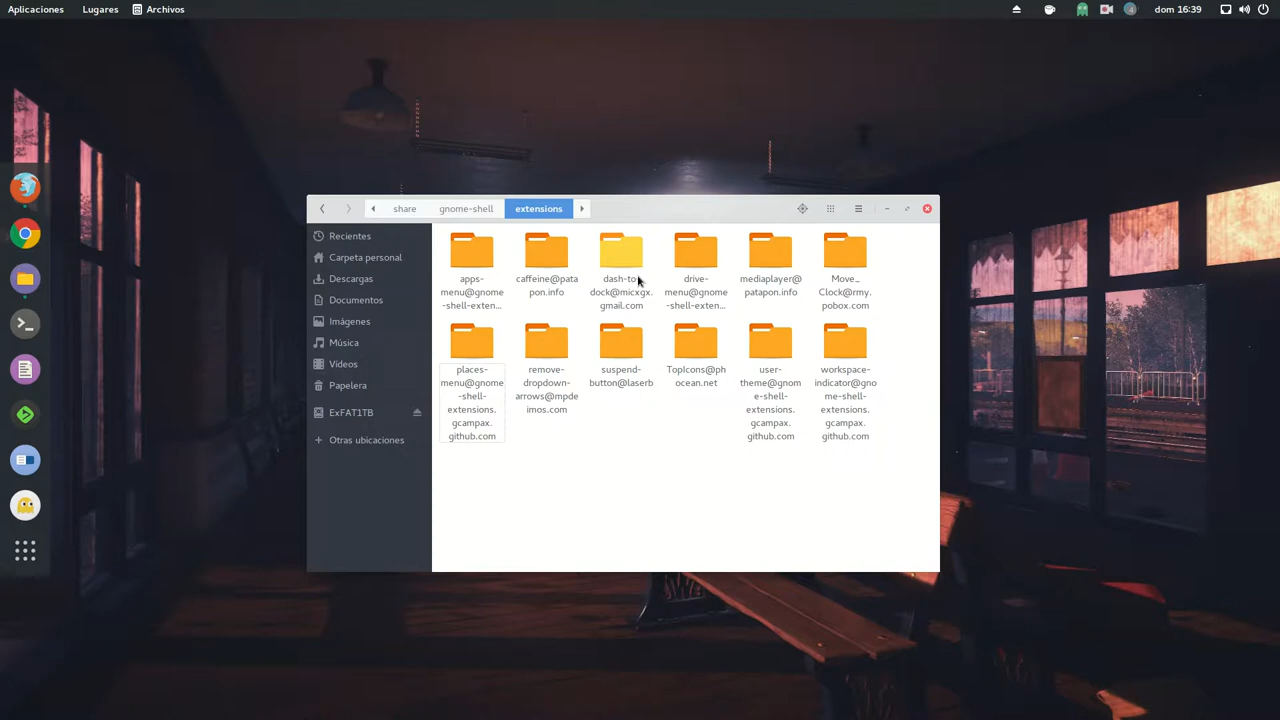 Aplicaciones Lugares Archivos dom 16:39
share gnome-shell extensions
Recientes
Carpeta personal
Descargas
Documentos
Imágenes
Música
Vídeos
Papelera
ExFAT1TB
Otras ubicaciones
apps-
menu@gnome
-shell-exten...
caffeine@pata
pon.info
dash-to-
dock@micxgx.
gmail.com
drive-
menu@gnome
-shell-exten...
mediaplayer@
patapon.info
Move_
Clock@rmy.
pobox.com
places-
menu@gnome
-shell-
extensions.
gcampax.
github.com
remove-
dropdown-
arrows@mpde
imos.com
suspend-
button@laserb
TopIcons@ph
ocean.net
user-
theme@gnom
e-shell-
extensions.
gcampax.
github.com
workspace-
indicator@gno
me-shell-
extensions.
gcampax.
github.com